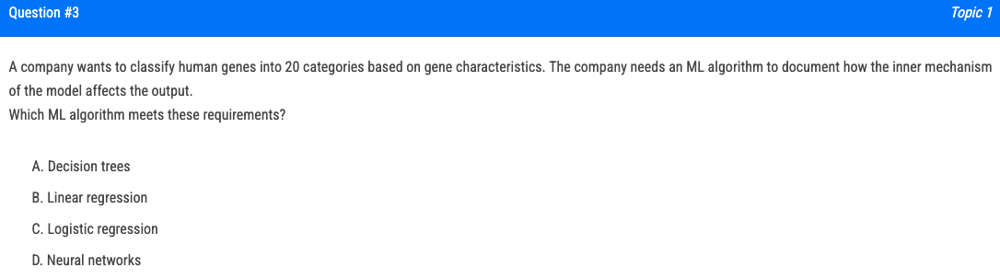 Question #3
Topic 1
A company wants to classify human genes into 20 categories based on gene characteristics. The company needs an ML algorithm to document how the inner mechanism
of the model affects the output.
Which ML algorithm meets these requirements?
A. Decision trees
B. Linear regression
C. Logistic regression
D. Neural networks